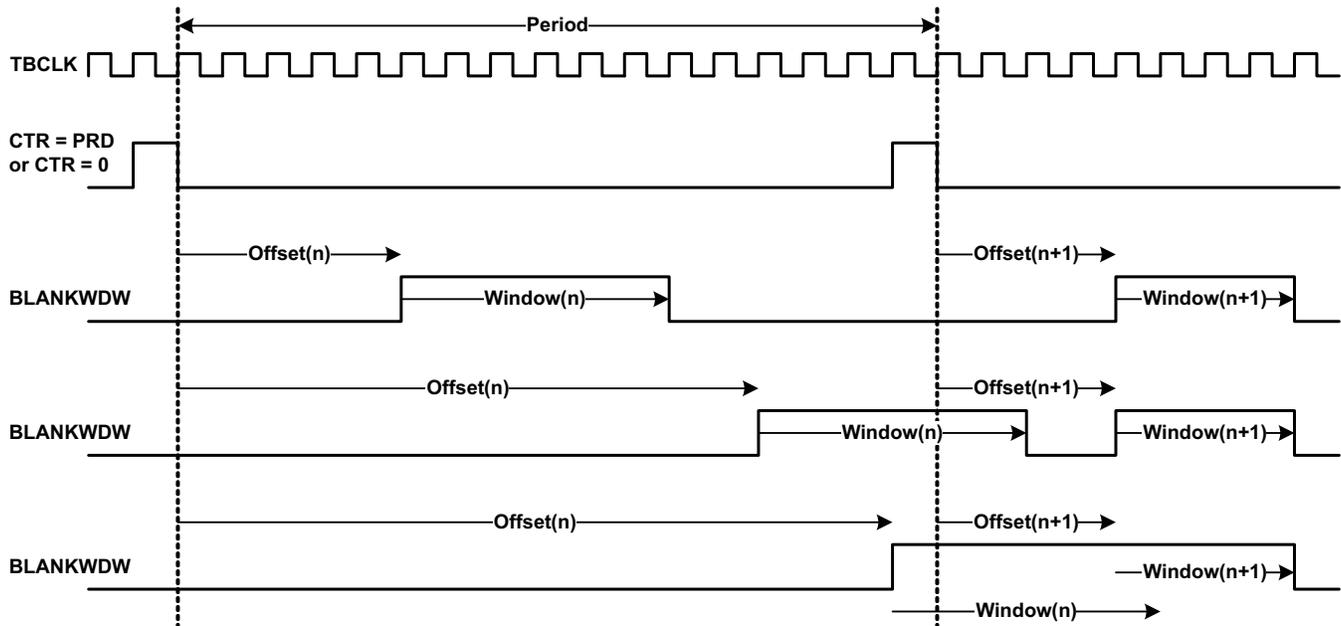 Period
TBCLK
CTR = PRD
or CTR = 0
Offset(n)
Offset(n+1)
BLANKWDW
Window(n)
Window(n+1)
Offset(n)
Offset(n+1)
BLANKWDW
Window(n)
Window(n+1)
Offset(n)
Offset(n+1)
BLANKWDW
Window(n+1)
Window(n)